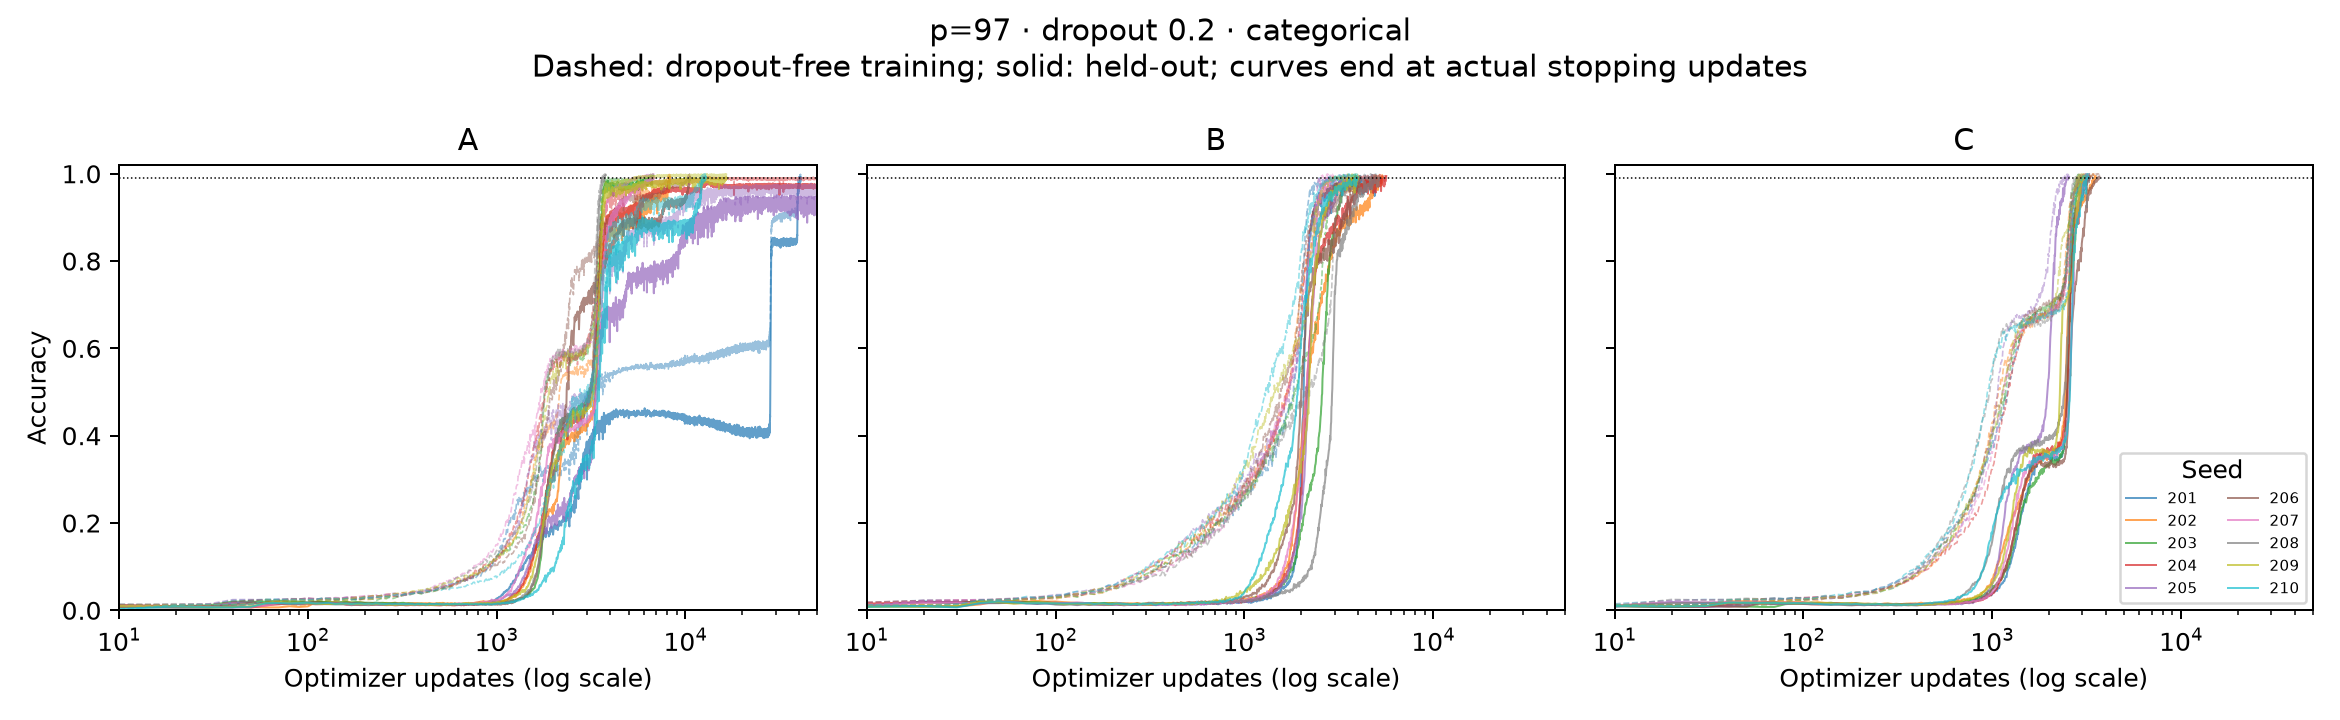 p=97 · dropout 0.2 · categorical
Dashed: dropout-free training; solid: held-out; curves end at actual stopping updates
A
B
C
Accuracy
1.0
0.8
0.6
0.4
0.2
0.0
10¹ 10² 10³ 10⁴
10¹ 10² 10³ 10⁴
10¹ 10² 10³ 10⁴
Optimizer updates (log scale)
Optimizer updates (log scale)
Optimizer updates (log scale)
Seed
201 206
202 207
203 208
204 209
205 210